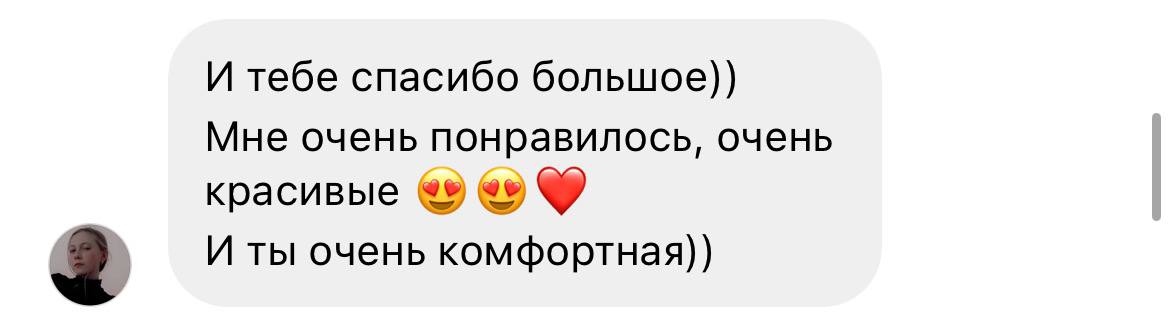 И тебе спасибо большое))
Мне очень понравилось, очень
красивые 😍😍❤️
И ты очень комфортная))